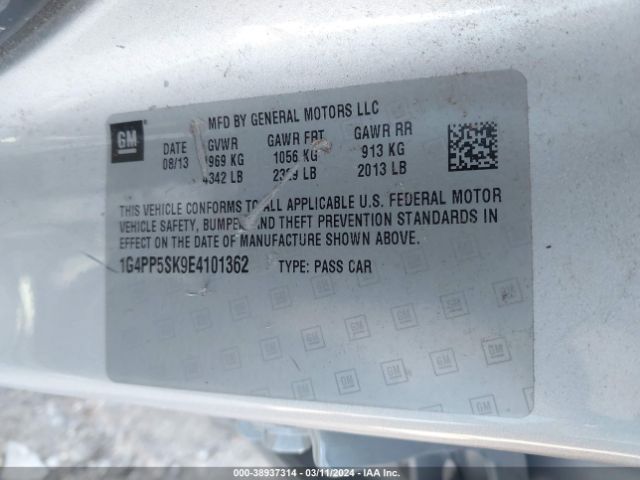 GM
MFD BY GENERAL MOTORS LLC
DATE GVWR GAWR FRT GAWR RR
08/13 1969 KG 1056 KG 913 KG
4342 LB 2329 LB 2013 LB
THIS VEHICLE CONFORMS TO ALL APPLICABLE U.S. FEDERAL MOTOR
VEHICLE SAFETY, BUMPER, AND THEFT PREVENTION STANDARDS IN
EFFECT ON THE DATE OF MANUFACTURE SHOWN ABOVE.
1G4PP5SK9E4101362 TYPE: PASS CAR
000-38937314 - 03/11/2024 - IAA Inc.